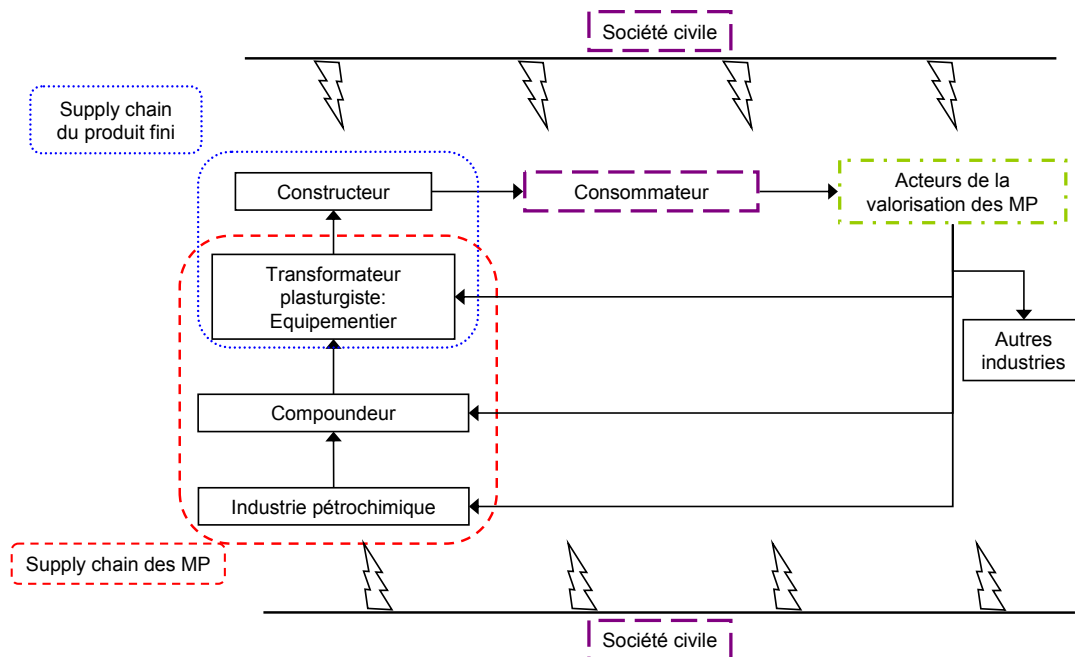 Société civile
Supply chain
du produit fini
Constructeur
Consommateur
Acteurs de la
valorisation des MP
Transformateur
plasturgiste:
Equipementier
Autres
industries
Compoundeur
Industrie pétrochimique
Supply chain des MP
Société civile